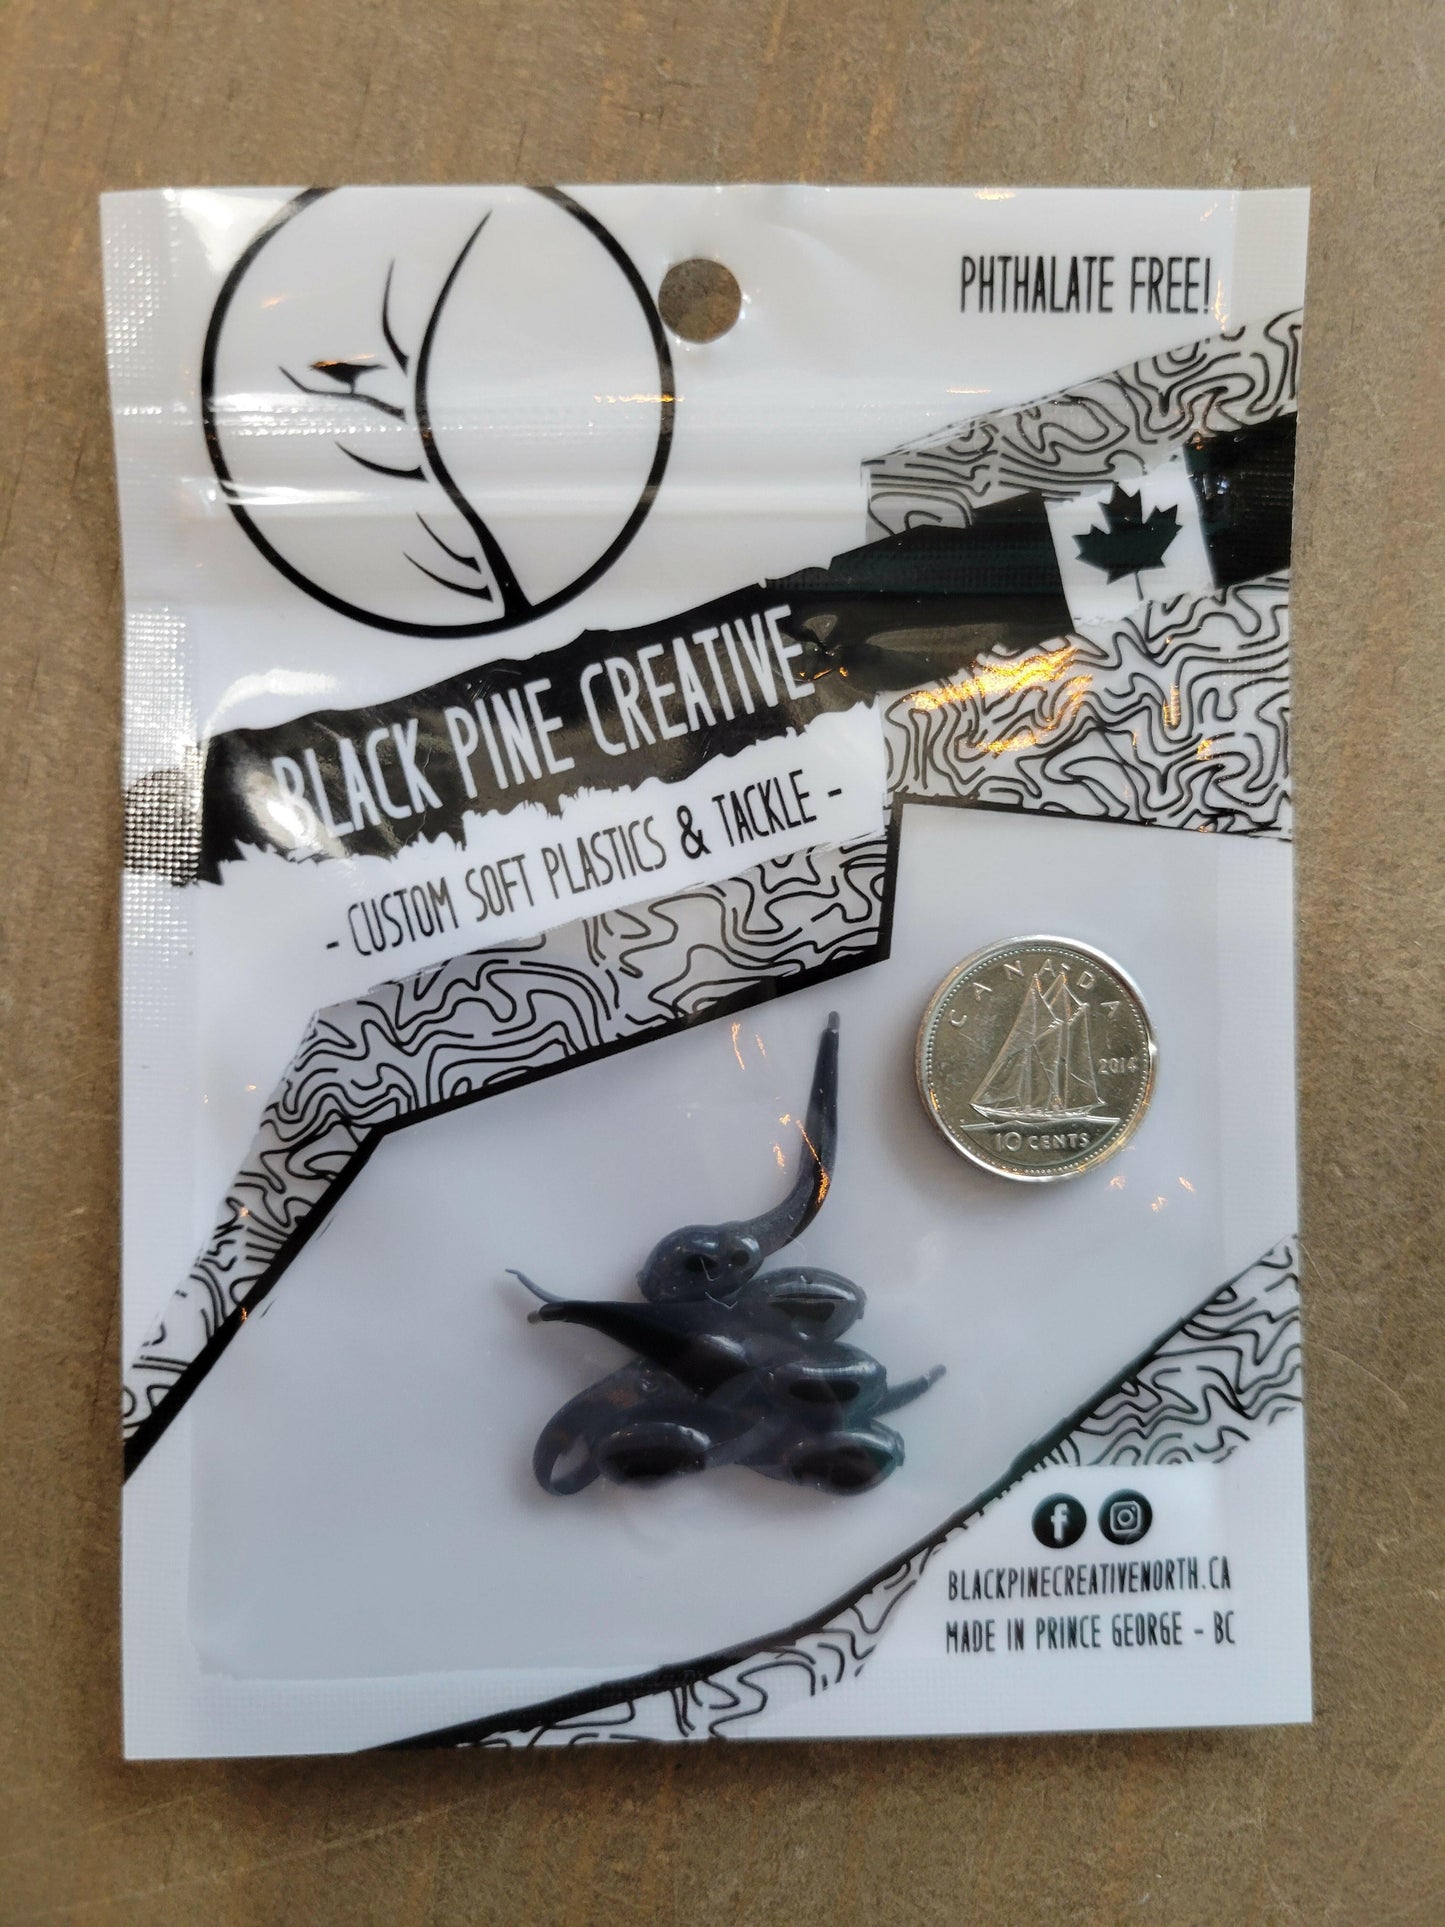 PHTHALATE FREE!
BLACK PINE CREATIVE
- CUSTOM SOFT PLASTICS & TACKLE -
CANADA
2014
10 CENTS
BLACKPINECREATIVENORTH.CA
MADE IN PRINCE GEORGE - BC